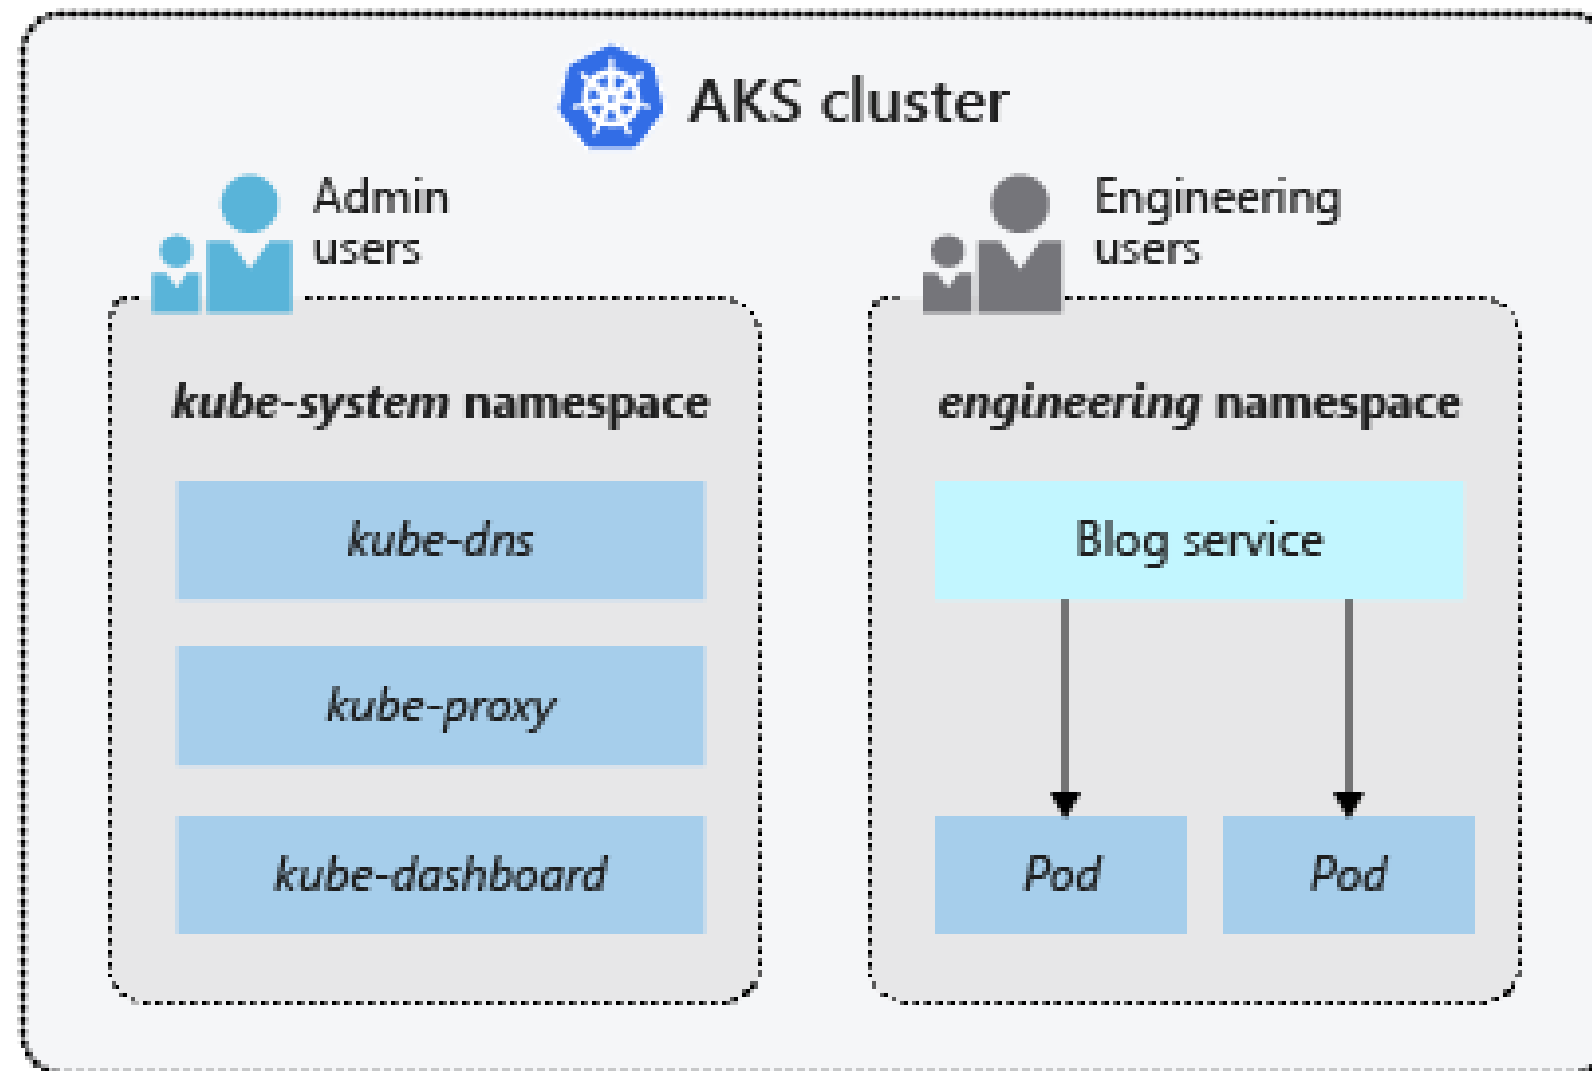 AKS cluster
Admin
users
Engineering
users
kube-system namespace
kube-dns
kube-proxy
kube-dashboard
engineering namespace
Blog service
Pod
Pod